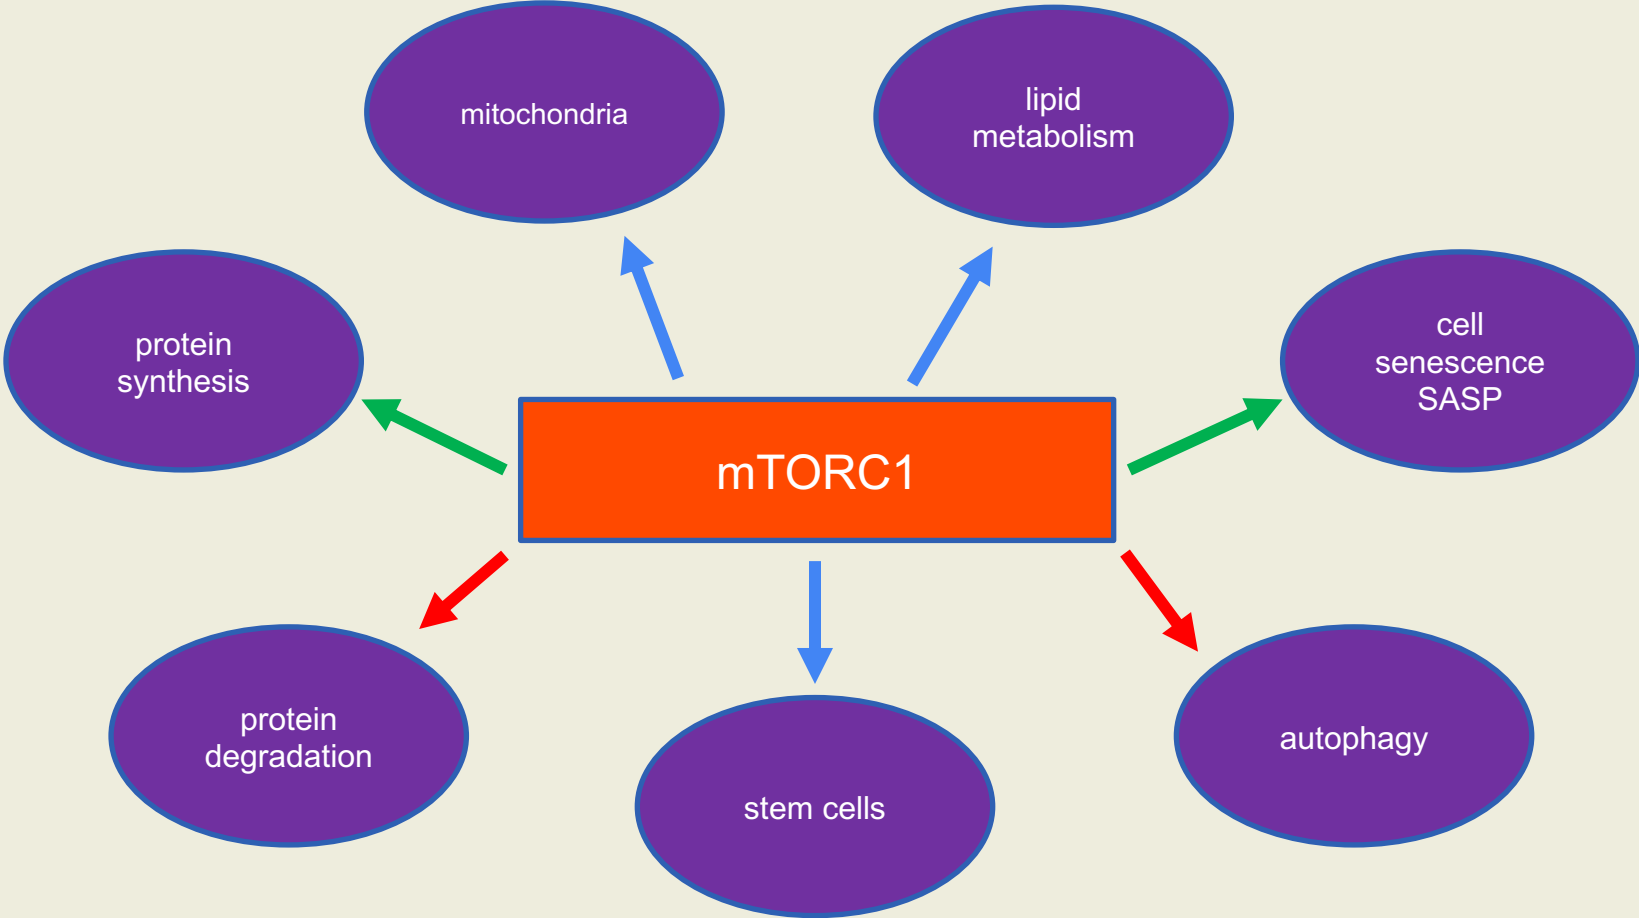 mitochondria
lipid
metabolism
protein
synthesis
cell
senescence
SASP
mTORC1
protein
degradation
stem cells
autophagy